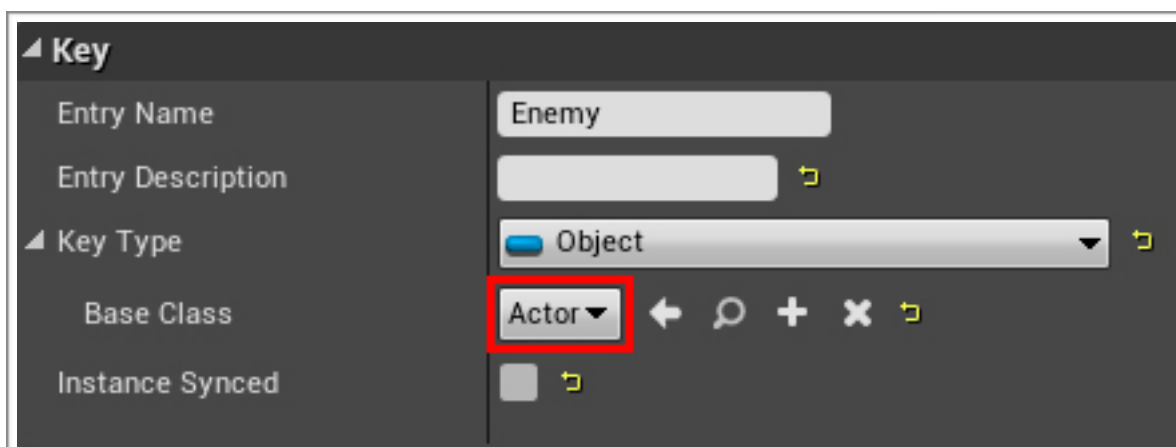 Key
Entry Name Enemy
Entry Description
Key Type Object
Base Class Actor
Instance Synced